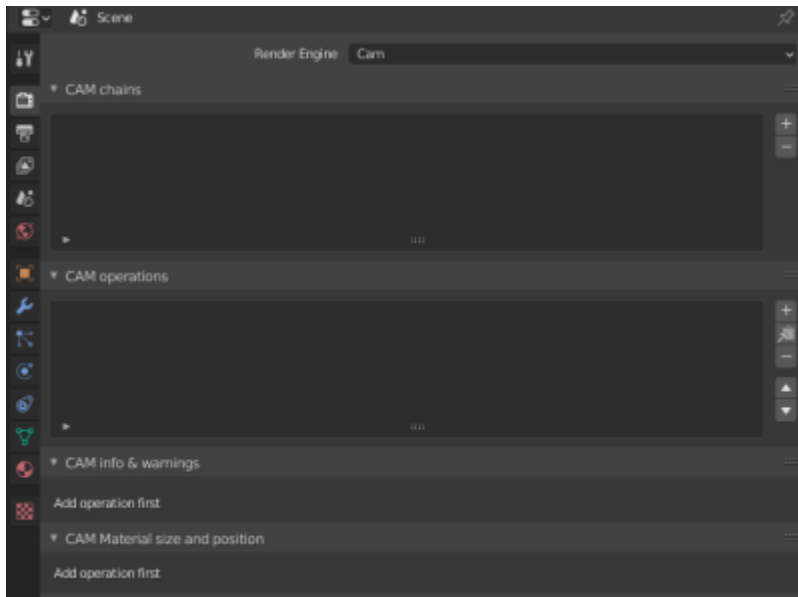 Scene
Render Engine Cam
CAM chains
CAM operations
CAM info & warnings
Add operation first
CAM Material size and position
Add operation first